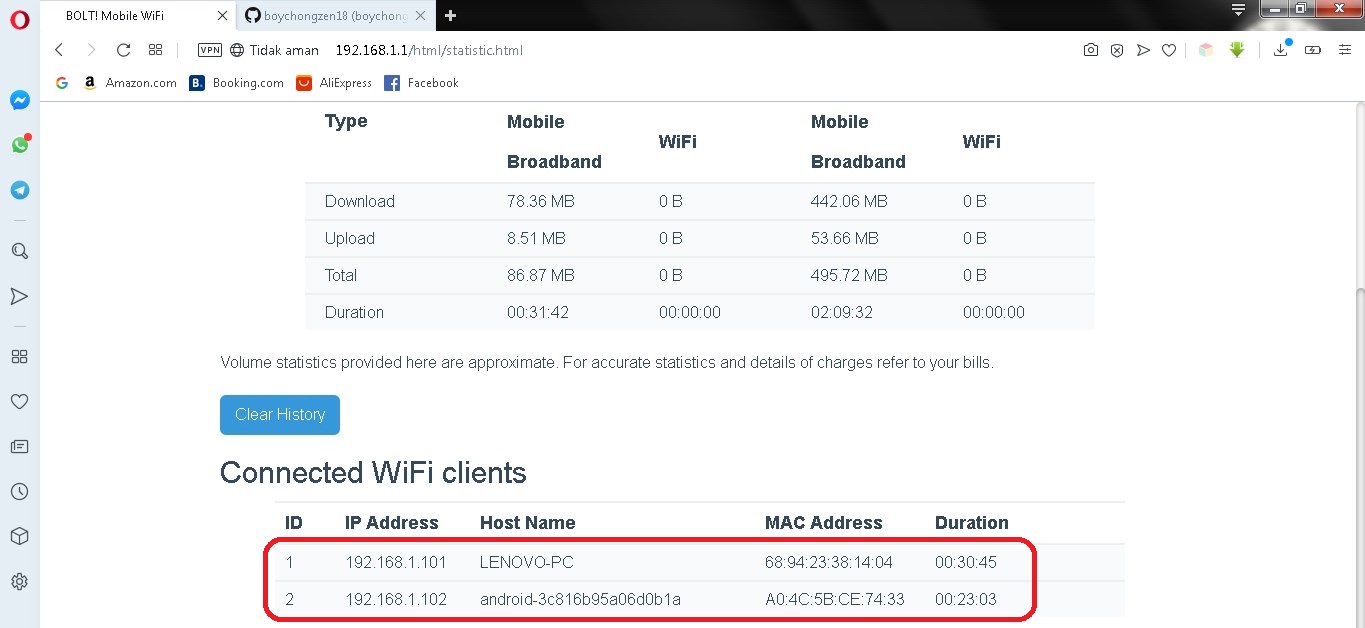 BOLT! Mobile WiFi
boychongzen18 (boychong
VPN Tidak aman 192.168.1.1/html/statistic.html
G a Amazon.com B. Booking.com AliExpress Facebook
Type Mobile Broadband WiFi Mobile Broadband WiFi
Download 78.36 MB 0 B 442.06 MB 0 B
Upload 8.51 MB 0 B 53.66 MB 0 B
Total 86.87 MB 0 B 495.72 MB 0 B
Duration 00:31:42 00:00:00 02:09:32 00:00:00
Volume statistics provided here are approximate. For accurate statistics and details of charges refer to your bills.
Clear History
Connected WiFi clients
ID IP Address Host Name MAC Address Duration
1 192.168.1.101 LENOVO-PC 68:94:23:38:14:04 00:30:45
2 192.168.1.102 android-3c816b95a06d0b1a A0:4C:5B:CE:74:33 00:23:03